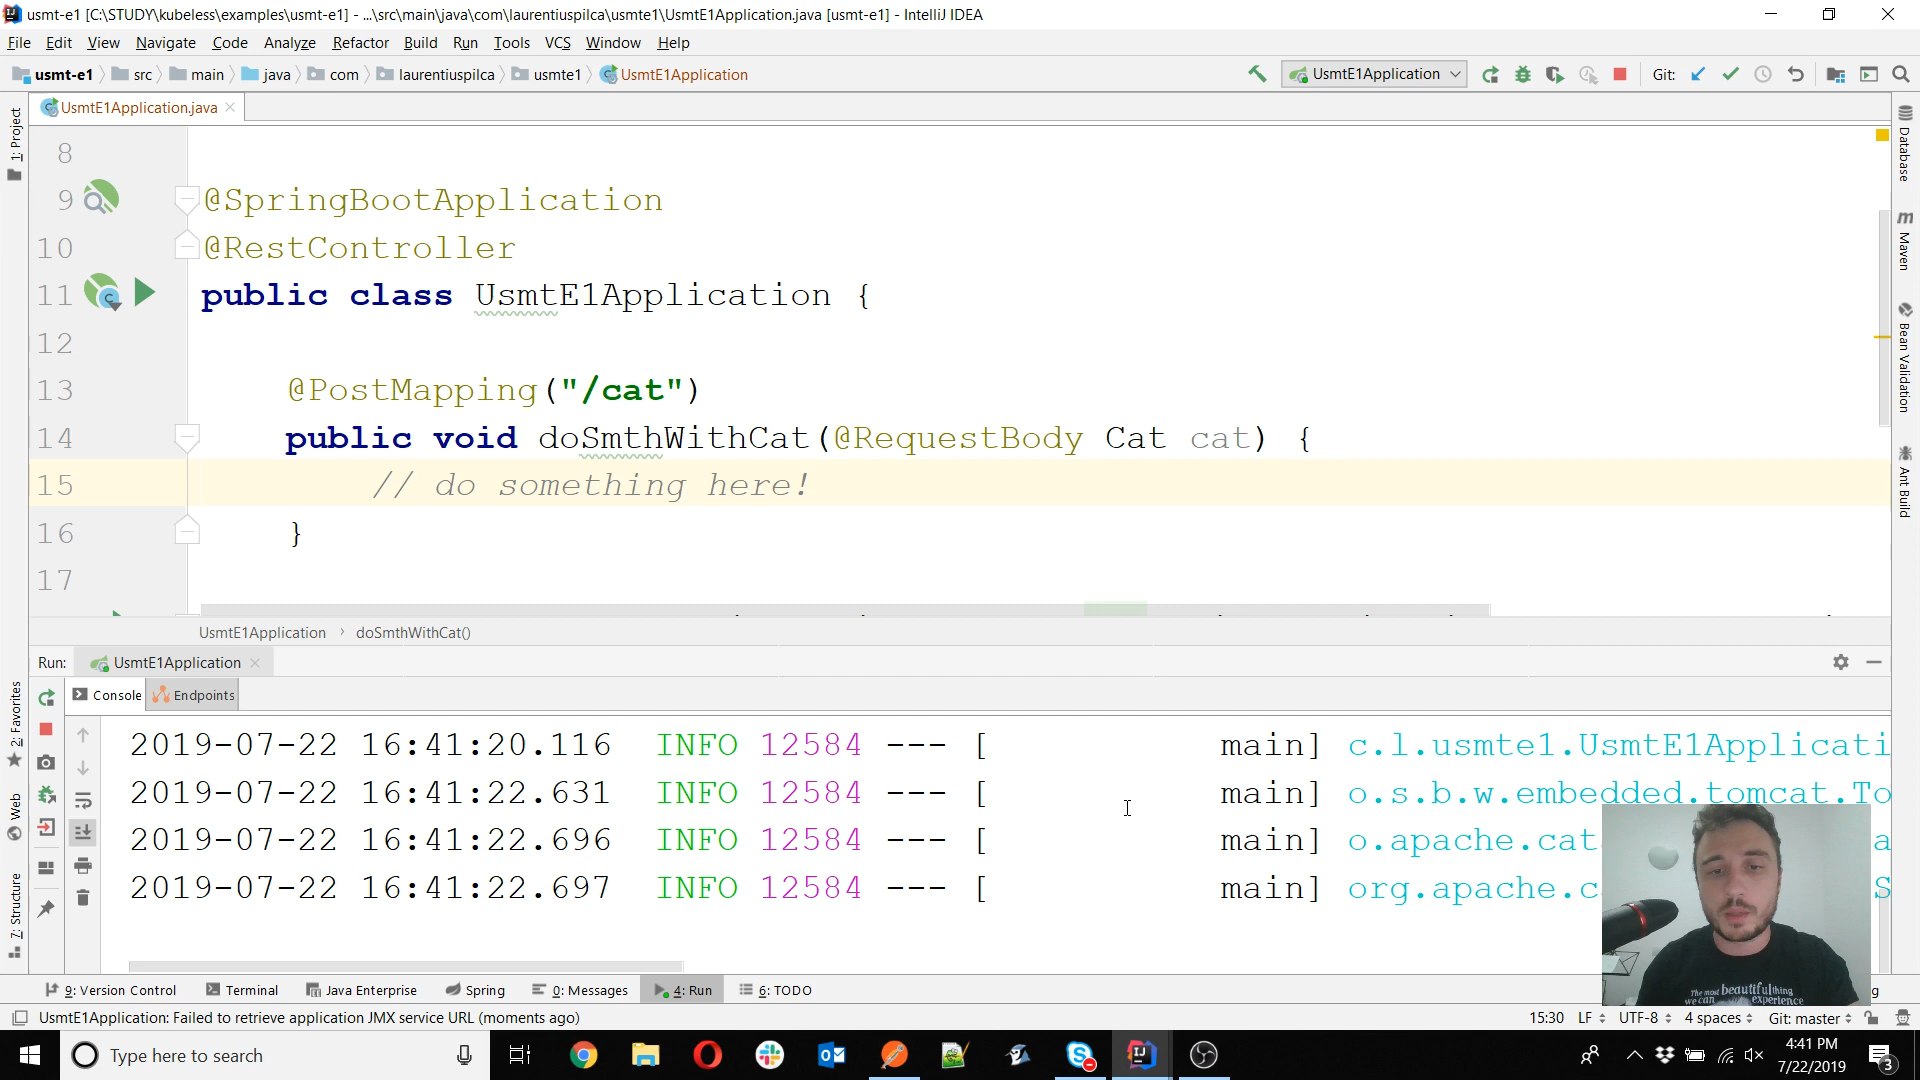 usmt-e1 [C:\STUDY\kubeless\examples\usmt-e1] - ...\src\main\java\com\laurentiuspilca\usmte1\UsmtE1Application.java [usmt-e1] - IntelliJ IDEA
File Edit View Navigate Code Analyze Refactor Build Run Tools VCS Window Help
usmt-e1 src main java com laurentiuspilca usmte1 UsmtE1Application UsmtE1Application Git:
UsmtE1Application.java
1: Project
Database
Maven
Bean Validation
Ant Build
8
9 @SpringBootApplication
10 @RestController
11 public class UsmtE1Application {
12
13 @PostMapping("/cat")
14 public void doSmthWithCat(@RequestBody Cat cat) {
15 // do something here!
16 }
17
UsmtE1Application › doSmthWithCat()
Run: UsmtE1Application
Console Endpoints
2: Favorites
Web
7: Structure
2019-07-22 16:41:20.116 INFO 12584 --- [ main] c.l.usmte1.UsmtE1Applicati
2019-07-22 16:41:22.631 INFO 12584 --- [ main] o.s.b.w.embedded.tomcat.To
2019-07-22 16:41:22.696 INFO 12584 --- [ main] o.apache.cat a
2019-07-22 16:41:22.697 INFO 12584 --- [ main] org.apache.c S
The most beautiful thing
we can experience
9: Version Control Terminal Java Enterprise Spring 0: Messages 4: Run 6: TODO g
UsmtE1Application: Failed to retrieve application JMX service URL (moments ago) 15:30 LF UTF-8 4 spaces Git: master
Type here to search
4:41 PM
7/22/2019
3